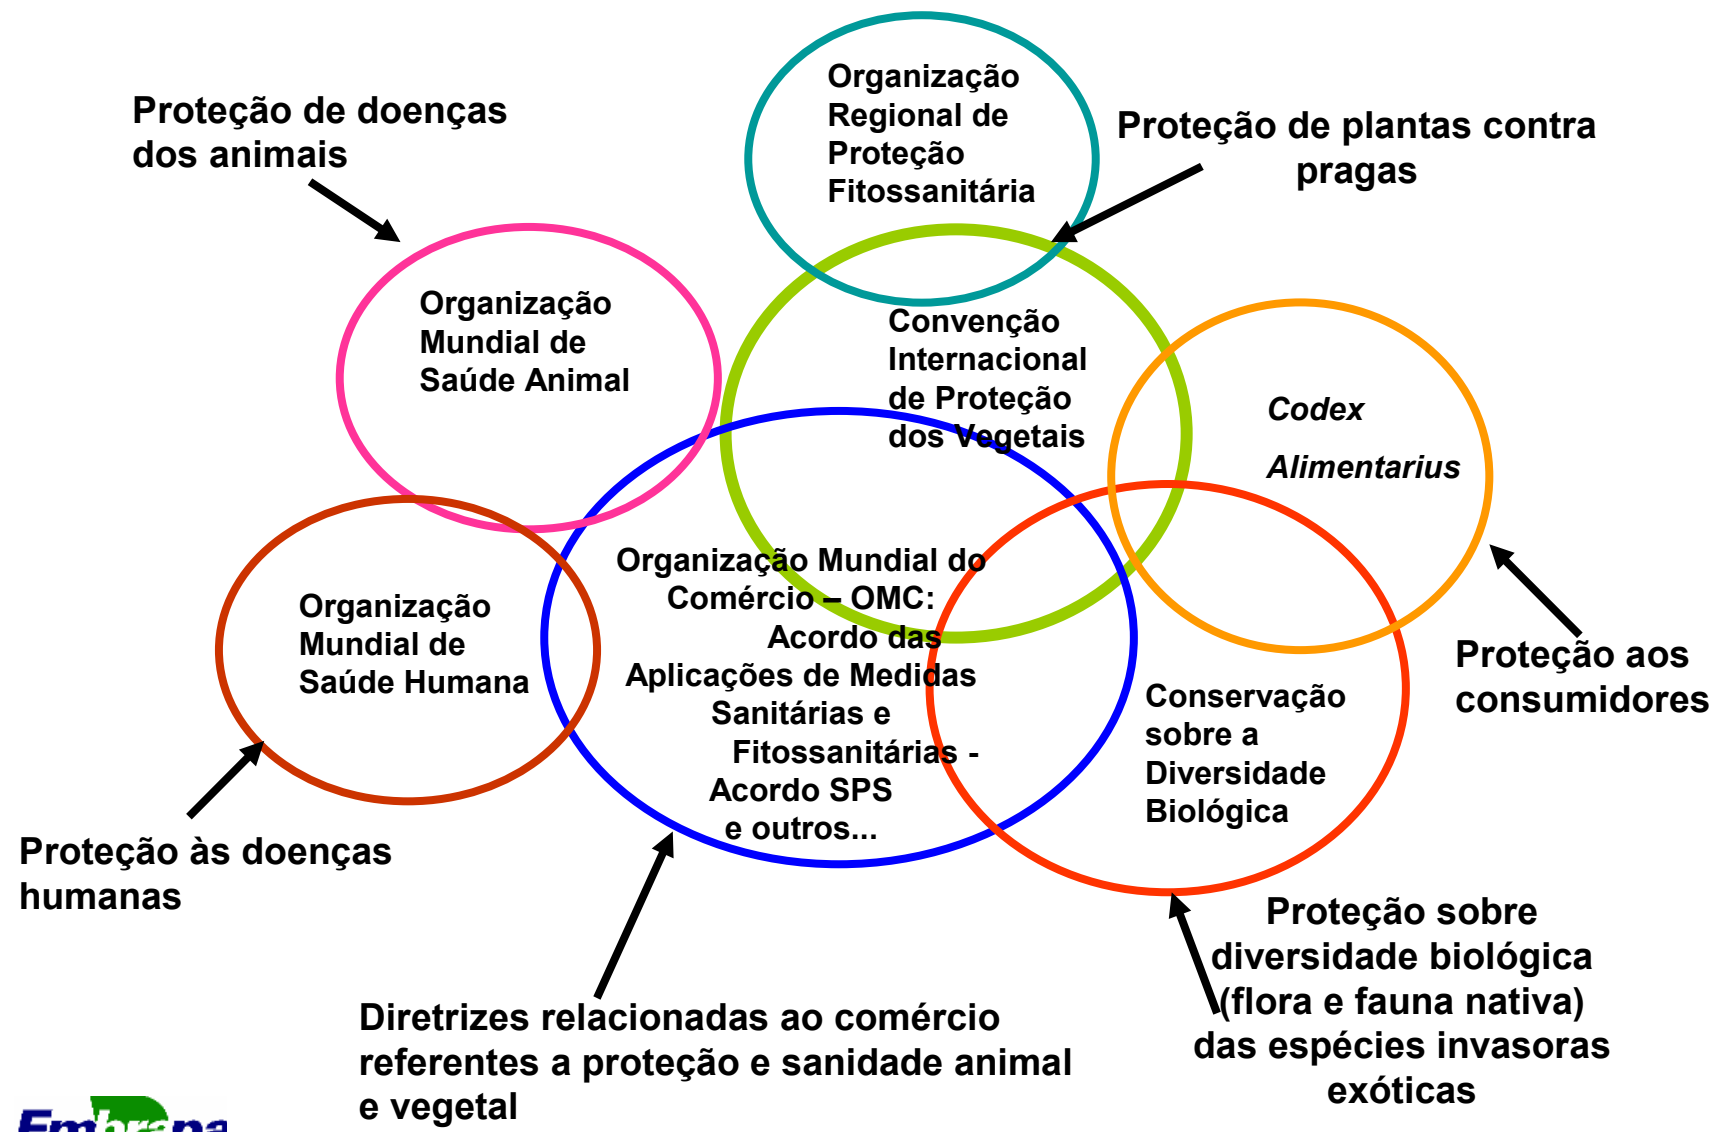 Organização
Regional de
Proteção
Fitossanitária
Proteção de doenças
dos animais
Proteção de plantas contra
pragas
Organização
Mundial de
Saúde Animal
Convenção
Internacional
de Proteção
dos Vegetais
Codex
Alimentarius
Organização Mundial do
Comércio – OMC:
Acordo das
Aplicações de Medidas
Sanitárias e
Fitossanitárias -
Acordo SPS
e outros...
Organização
Mundial de
Saúde Humana
Proteção aos
consumidores
Conservação
sobre a
Diversidade
Biológica
Proteção às doenças
humanas
Proteção sobre
diversidade biológica
(flora e fauna nativa)
das espécies invasoras
exóticas
Diretrizes relacionadas ao comércio
referentes a proteção e sanidade animal
e vegetal
Embrapa